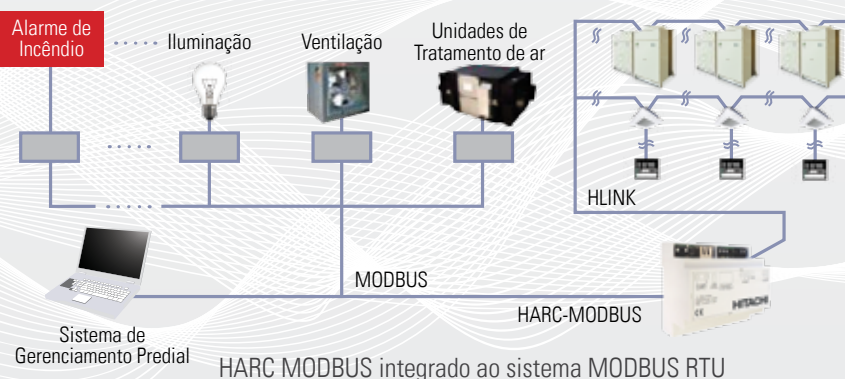 Alarme de
Incêndio
Iluminação
Ventilação
Unidades de
Tratamento de ar
HLINK
MODBUS
HARC-MODBUS
HITACHI
Sistema de
Gerenciamento Predial
HARC MODBUS integrado ao sistema MODBUS RTU